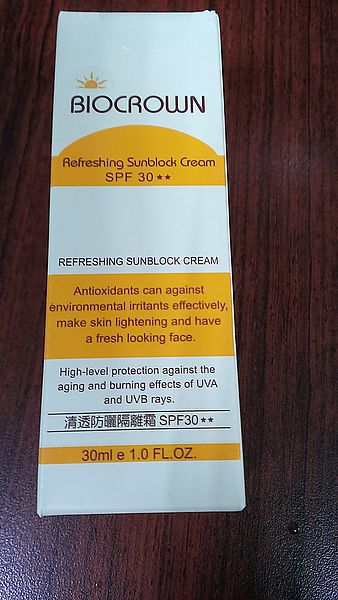 BIOCROWN
Refreshing Sunblock Cream
SPF 30★★
REFRESHING SUNBLOCK CREAM
Antioxidants can against
environmental irritants effectively,
make skin lightening and have
a fresh looking face.
High-level protection against the
aging and burning effects of UVA
and UVB rays.
清透防曬隔離霜 SPF30★★
30ml e 1.0 FL.OZ.